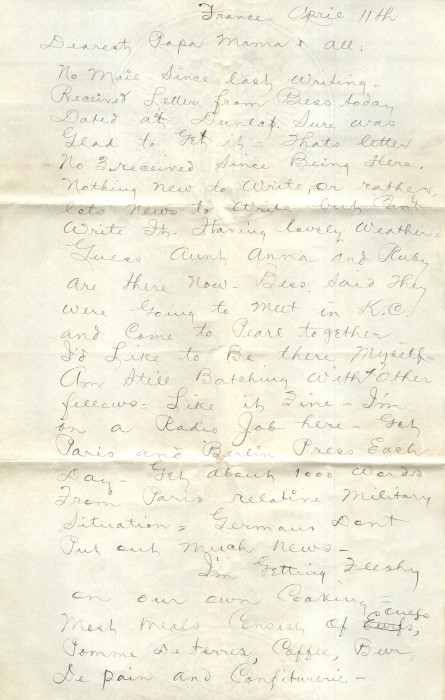 France April 11th
Dearest Papa Mama & all:
No Mail Since last writing -
Received Letter from Bess today
Dated at Dunlap. Sure was
Glad to Get it - Thats letter
No 3 received Since Being Here.
Nothing New to Write, or rather,
lots News to Write but Cant
Write It. Having lovely Weather =
Guess Aunt Anna and Ruby
are there Now - Bess. Said They
were Going to Meet in K.C.
and Come to Pearl together
I'd Like to Be there Myself -
Am Still Batching With Other
fellows = Like it Fine - I'm
on a Radio Job here - Get
Paris and Berlin Press Each
Day - Get about 1000 Words
From Paris relative Military
Situation = Germans Dont
Put out Much News -
I'm Getting Fleshy
on our own Cooking =
Most Meals Consist of oeufs,
Pomme De terres, Coffee, Beur,
De pain and Confiturerie -